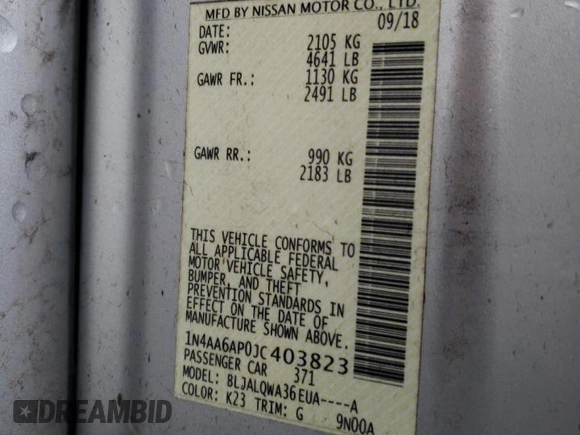 MFD BY NISSAN MOTOR CO., LTD.
DATE: 09/18
GVWR: 2105 KG
4641 LB
GAWR FR.: 1130 KG
2491 LB
GAWR RR.: 990 KG
2183 LB
THIS VEHICLE CONFORMS TO
ALL APPLICABLE FEDERAL
MOTOR VEHICLE SAFETY,
BUMPER, AND THEFT
PREVENTION STANDARDS IN
EFFECT ON THE DATE OF
MANUFACTURE SHOWN ABOVE.
1N4AA6AP0JC403823
PASSENGER CAR 371
MODEL: BLJALQWA36EUA----A
COLOR: K23 TRIM: G 9N00A
DREAMBID